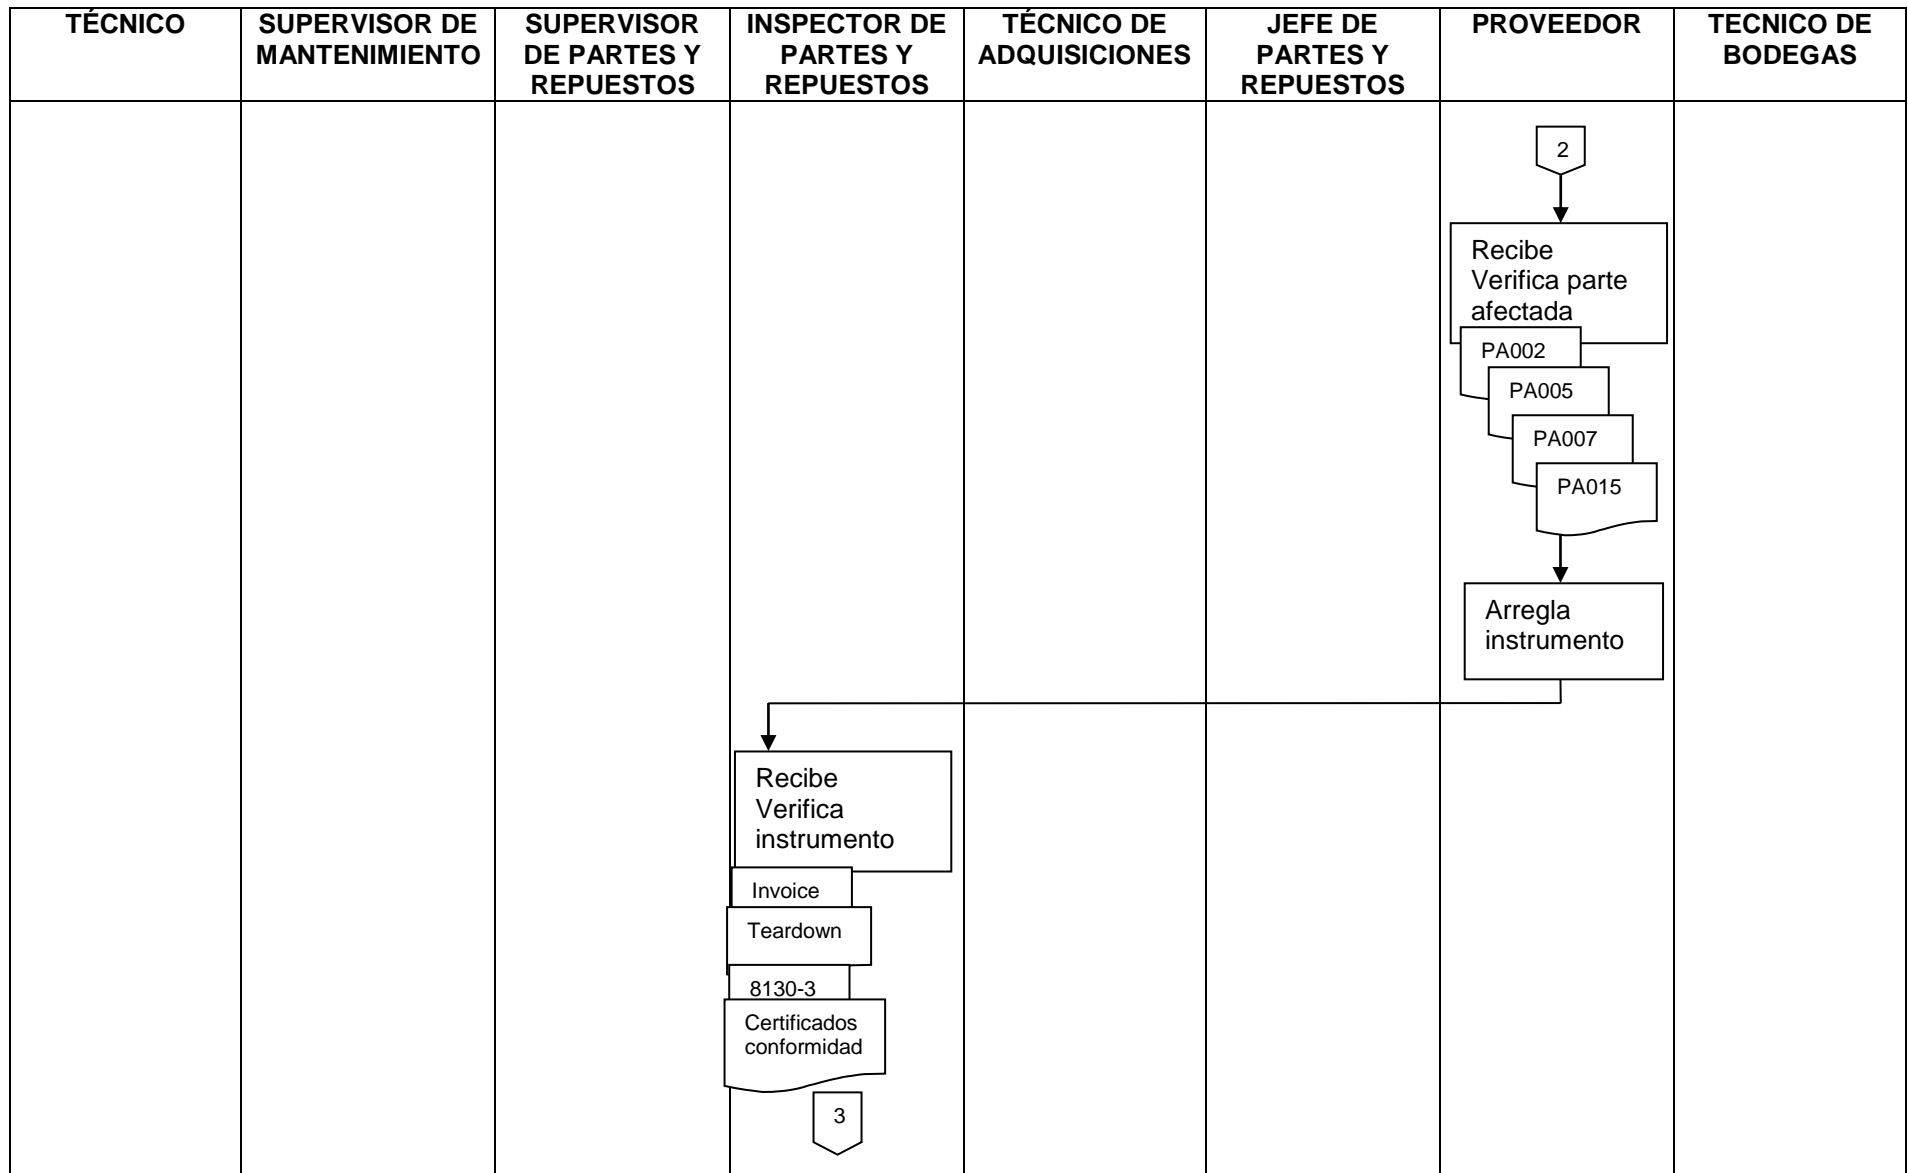 TÉCNICO
SUPERVISOR DE
MANTENIMIENTO
SUPERVISOR
DE PARTES Y
REPUESTOS
INSPECTOR DE
PARTES Y
REPUESTOS
TÉCNICO DE
ADQUISICIONES
JEFE DE
PARTES Y
REPUESTOS
PROVEEDOR
TECNICO DE
BODEGAS
2
Recibe
Verifica parte
afectada
PA002
PA005
PA007
PA015
Arregla
instrumento
Recibe
Verifica
instrumento
Invoice
Teardown
8130-3
Certificados
conformidad
3